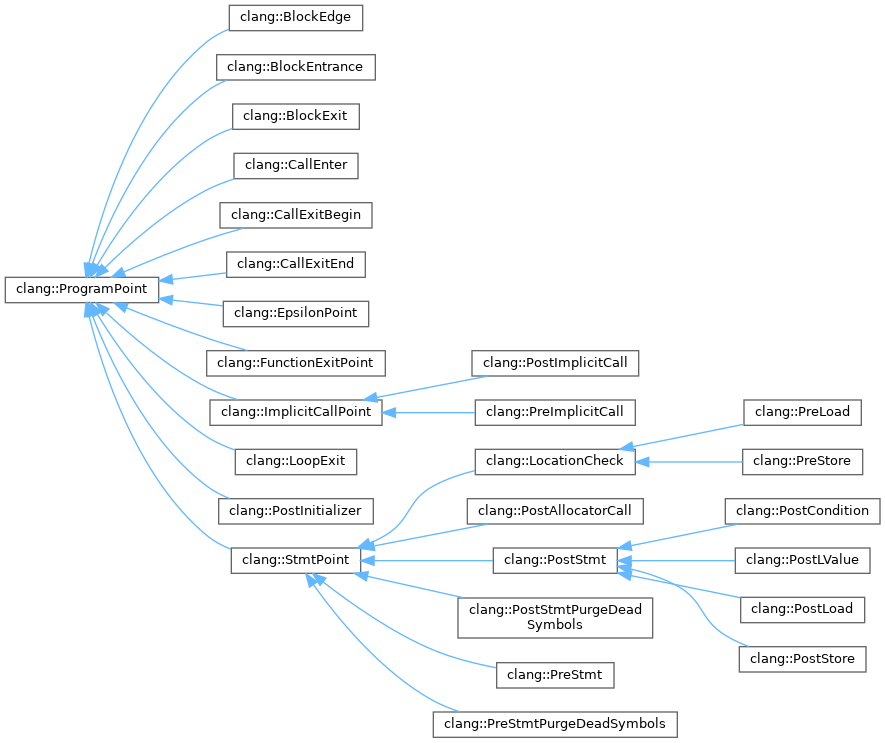 clang::BlockEdge
clang::BlockEntrance
clang::BlockExit
clang::CallEnter
clang::CallExitBegin
clang::CallExitEnd
clang::ProgramPoint
clang::EpsilonPoint
clang::FunctionExitPoint
clang::PostImplicitCall
clang::ImplicitCallPoint
clang::PreImplicitCall
clang::PreLoad
clang::LoopExit
clang::LocationCheck
clang::PreStore
clang::PostInitializer
clang::PostAllocatorCall
clang::PostCondition
clang::StmtPoint
clang::PostStmt
clang::PostLValue
clang::PostStmtPurgeDead
Symbols
clang::PostLoad
clang::PostStore
clang::PreStmt
clang::PreStmtPurgeDeadSymbols